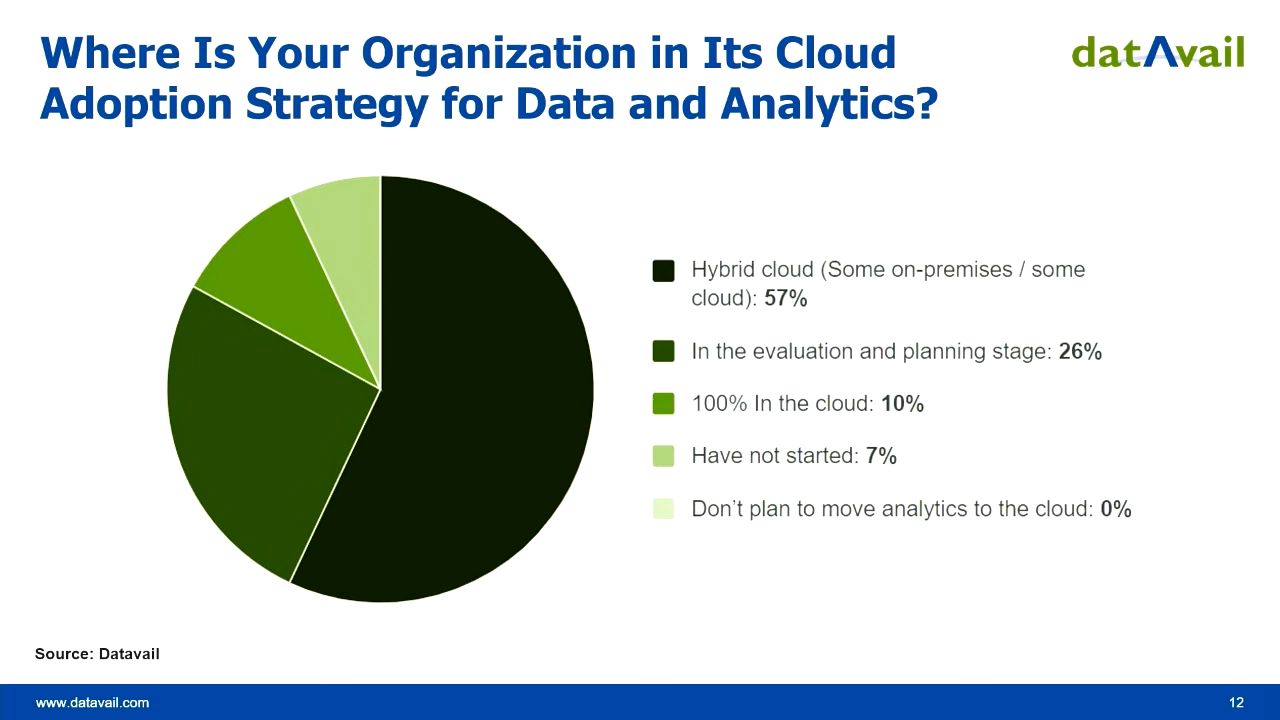 Where Is Your Organization in Its Cloud
Adoption Strategy for Data and Analytics?
datAvail
Hybrid cloud (Some on-premises / some
cloud): 57%
In the evaluation and planning stage: 26%
100% In the cloud: 10%
Have not started: 7%
Don’t plan to move analytics to the cloud: 0%
Source: Datavail
www.datavail.com
12